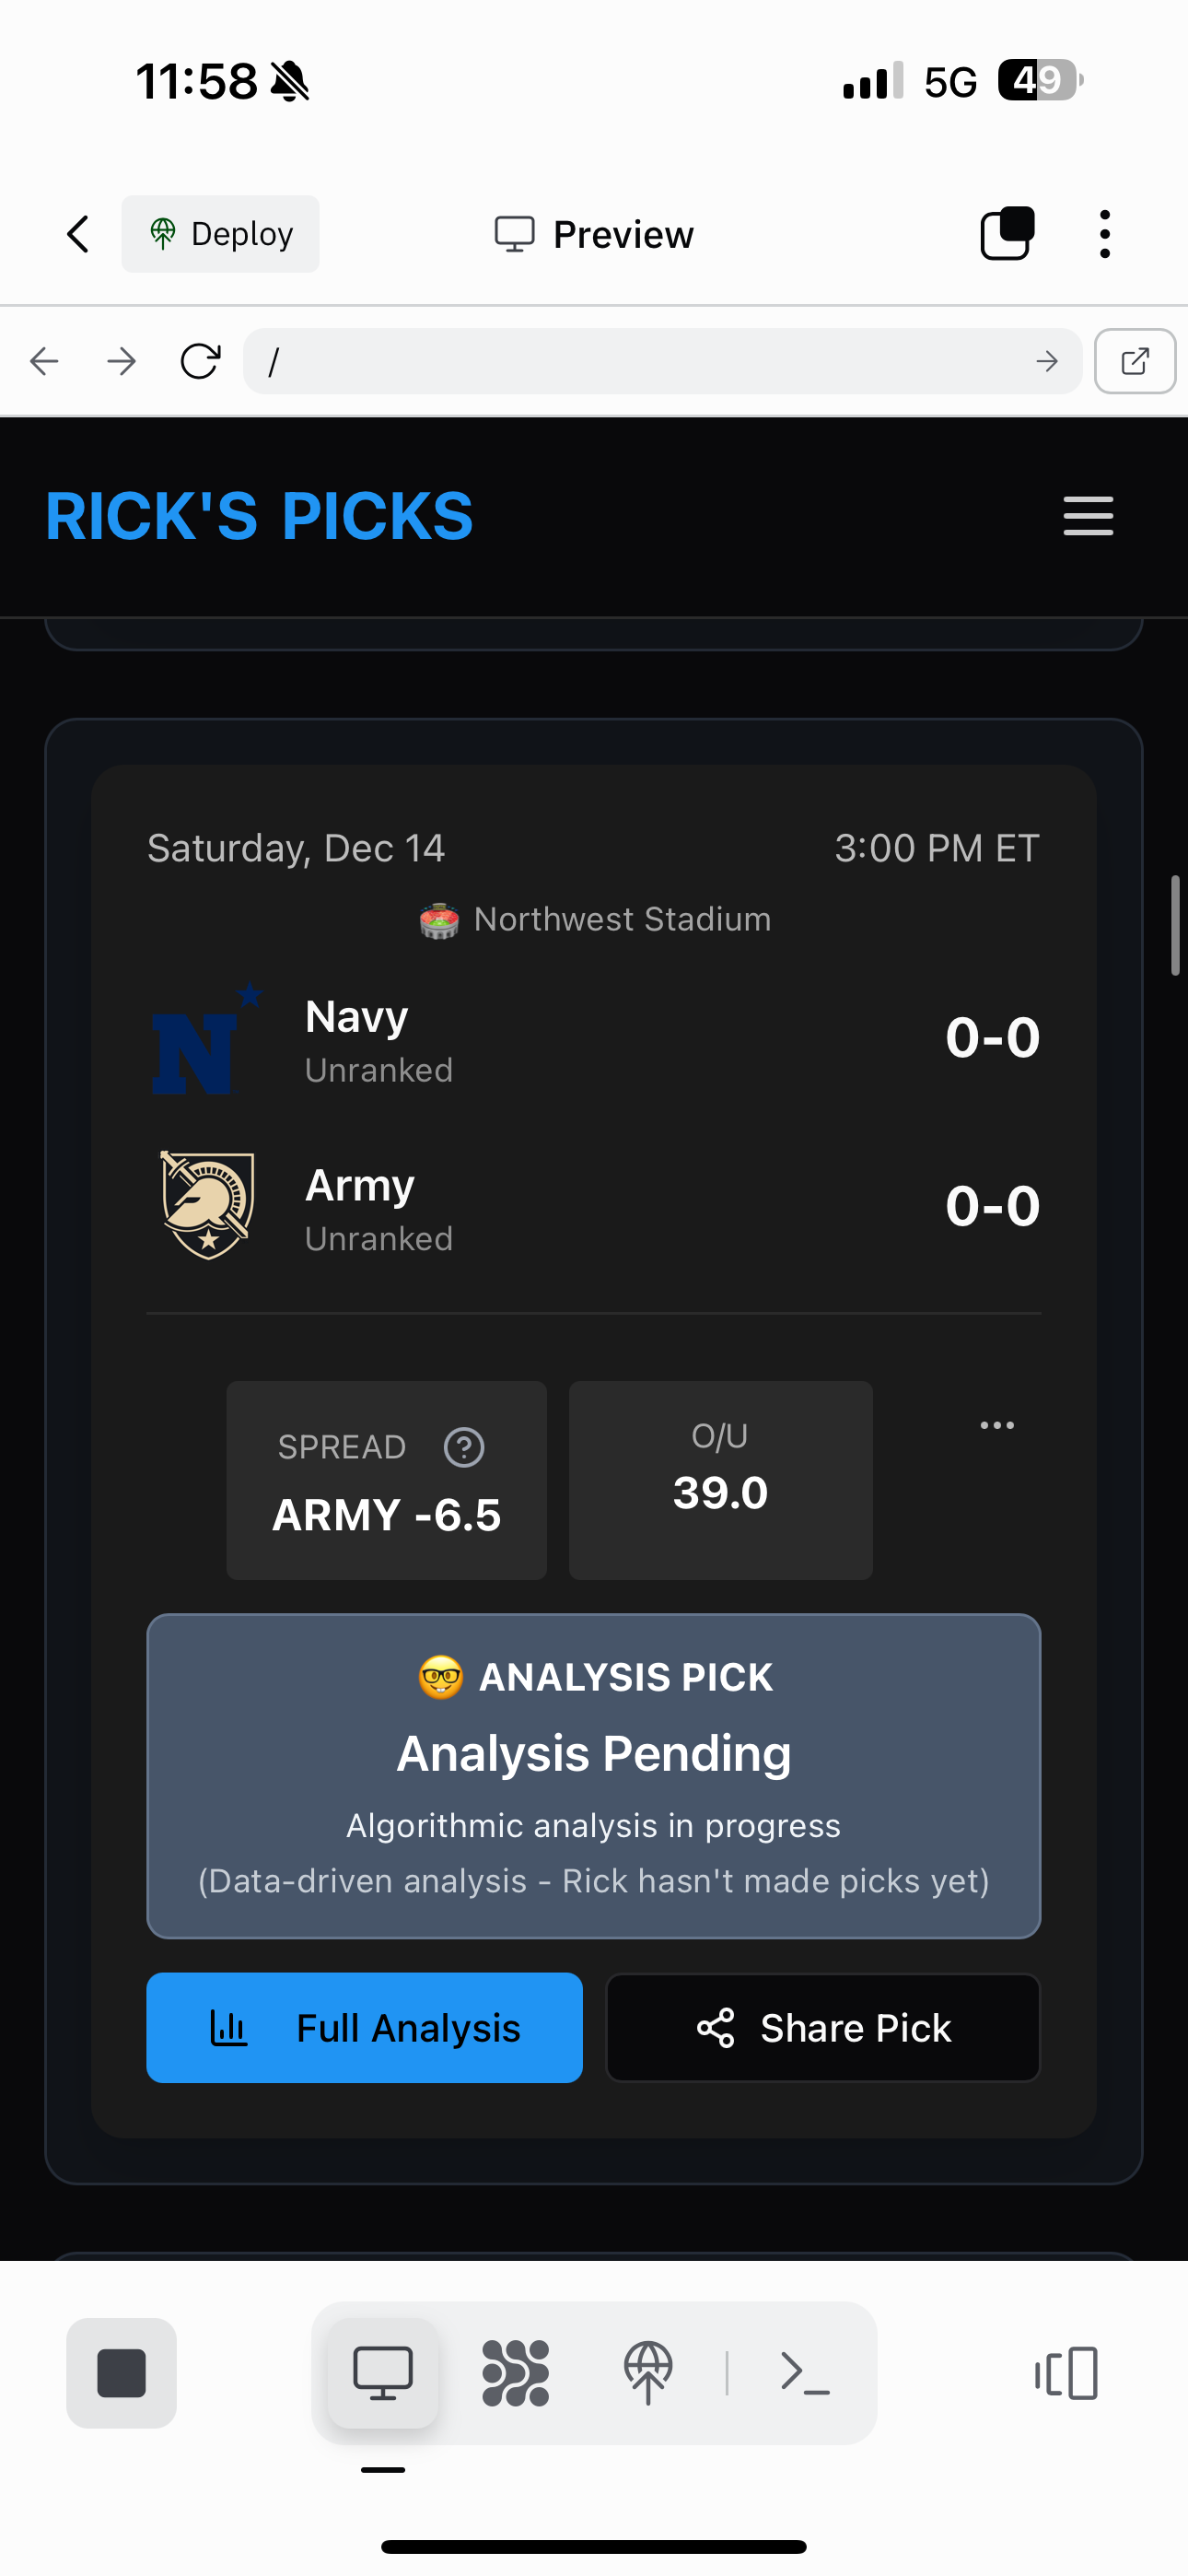 11:58
5G
49
Deploy
Preview
/
RICK'S PICKS
Saturday, Dec 14
3:00 PM ET
Northwest Stadium
N
Navy
Unranked
0-0
Army
Unranked
0-0
SPREAD ?
ARMY -6.5
O/U
39.0
ANALYSIS PICK
Analysis Pending
Algorithmic analysis in progress
(Data-driven analysis - Rick hasn't made picks yet)
Full Analysis
Share Pick